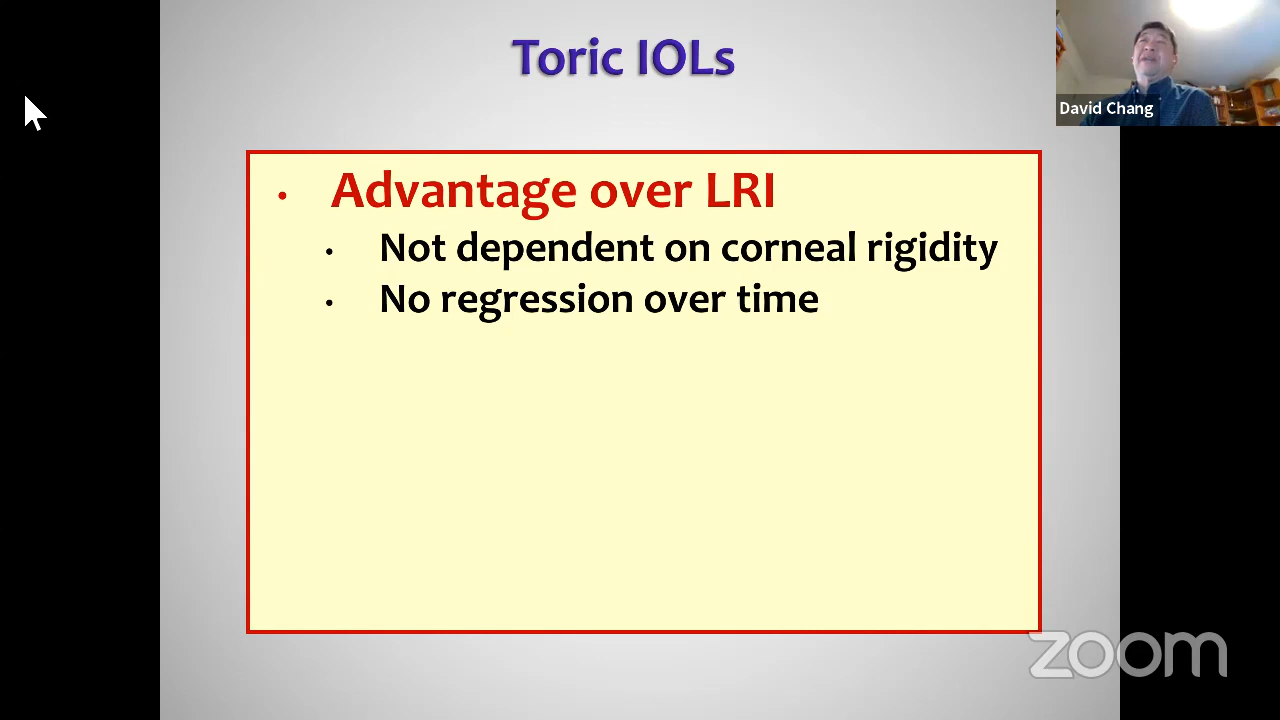 Toric IOLs
David Chang
• Advantage over LRI
• Not dependent on corneal rigidity
• No regression over time
zoom